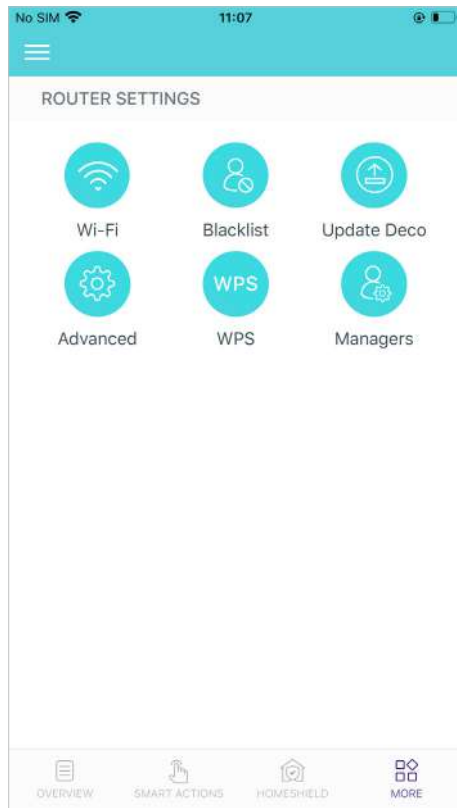 No SIM 11:07
ROUTER SETTINGS
Wi-Fi Blacklist Update Deco
WPS
Advanced WPS Managers
OVERVIEW SMART ACTIONS HOMESHIELD MORE